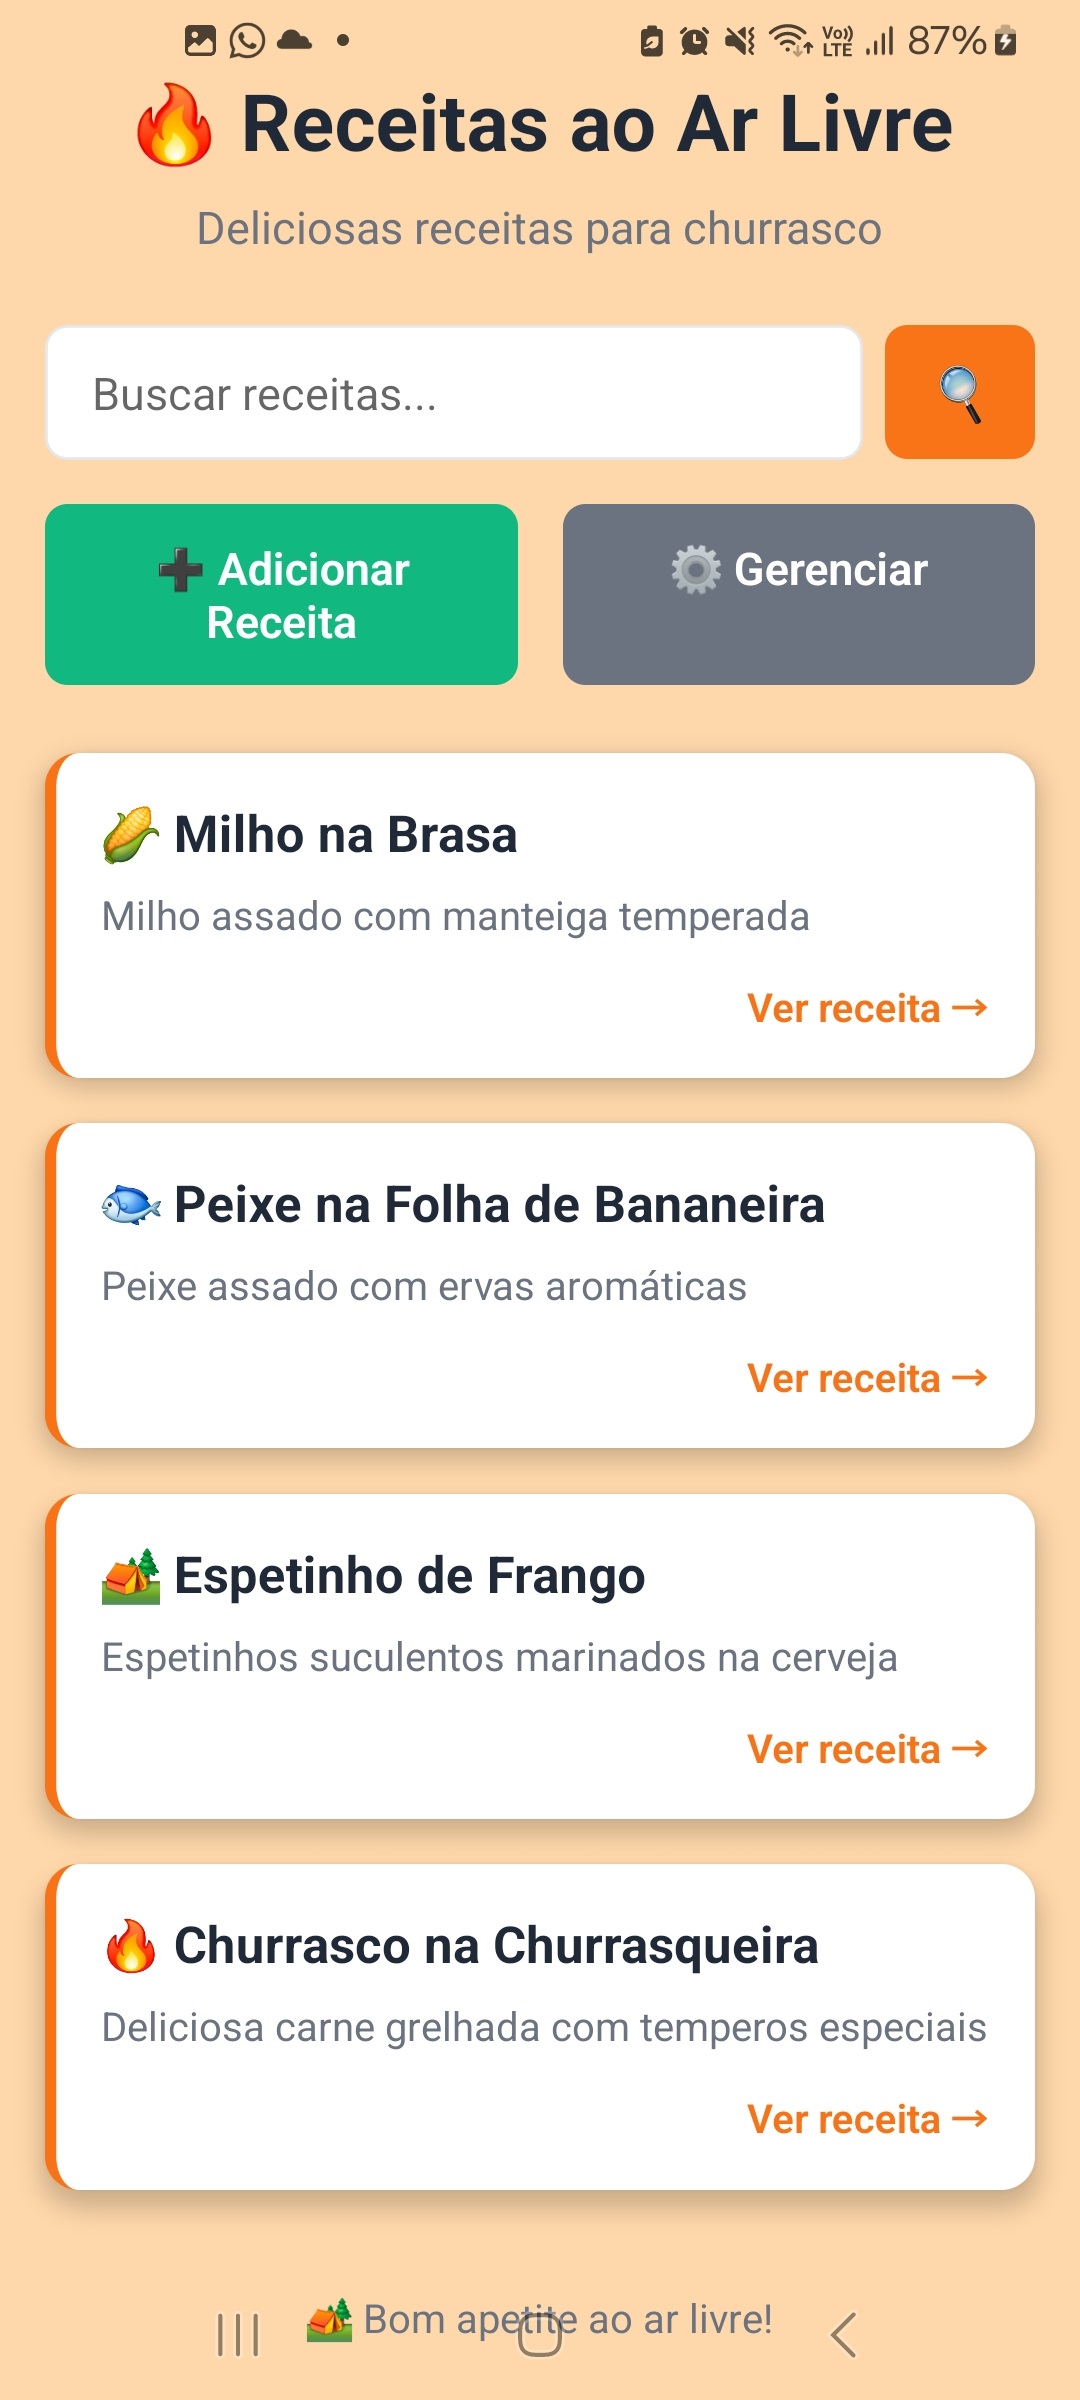 Vo))
LTE
87%
Receitas ao Ar Livre
Deliciosas receitas para churrasco
Buscar receitas...
Adicionar
Receita
Gerenciar
Milho na Brasa
Milho assado com manteiga temperada
Ver receita →
Peixe na Folha de Bananeira
Peixe assado com ervas aromáticas
Ver receita →
Espetinho de Frango
Espetinhos suculentos marinados na cerveja
Ver receita →
Churrasco na Churrasqueira
Deliciosa carne grelhada com temperos especiais
Ver receita →
Bom apetite ao ar livre!